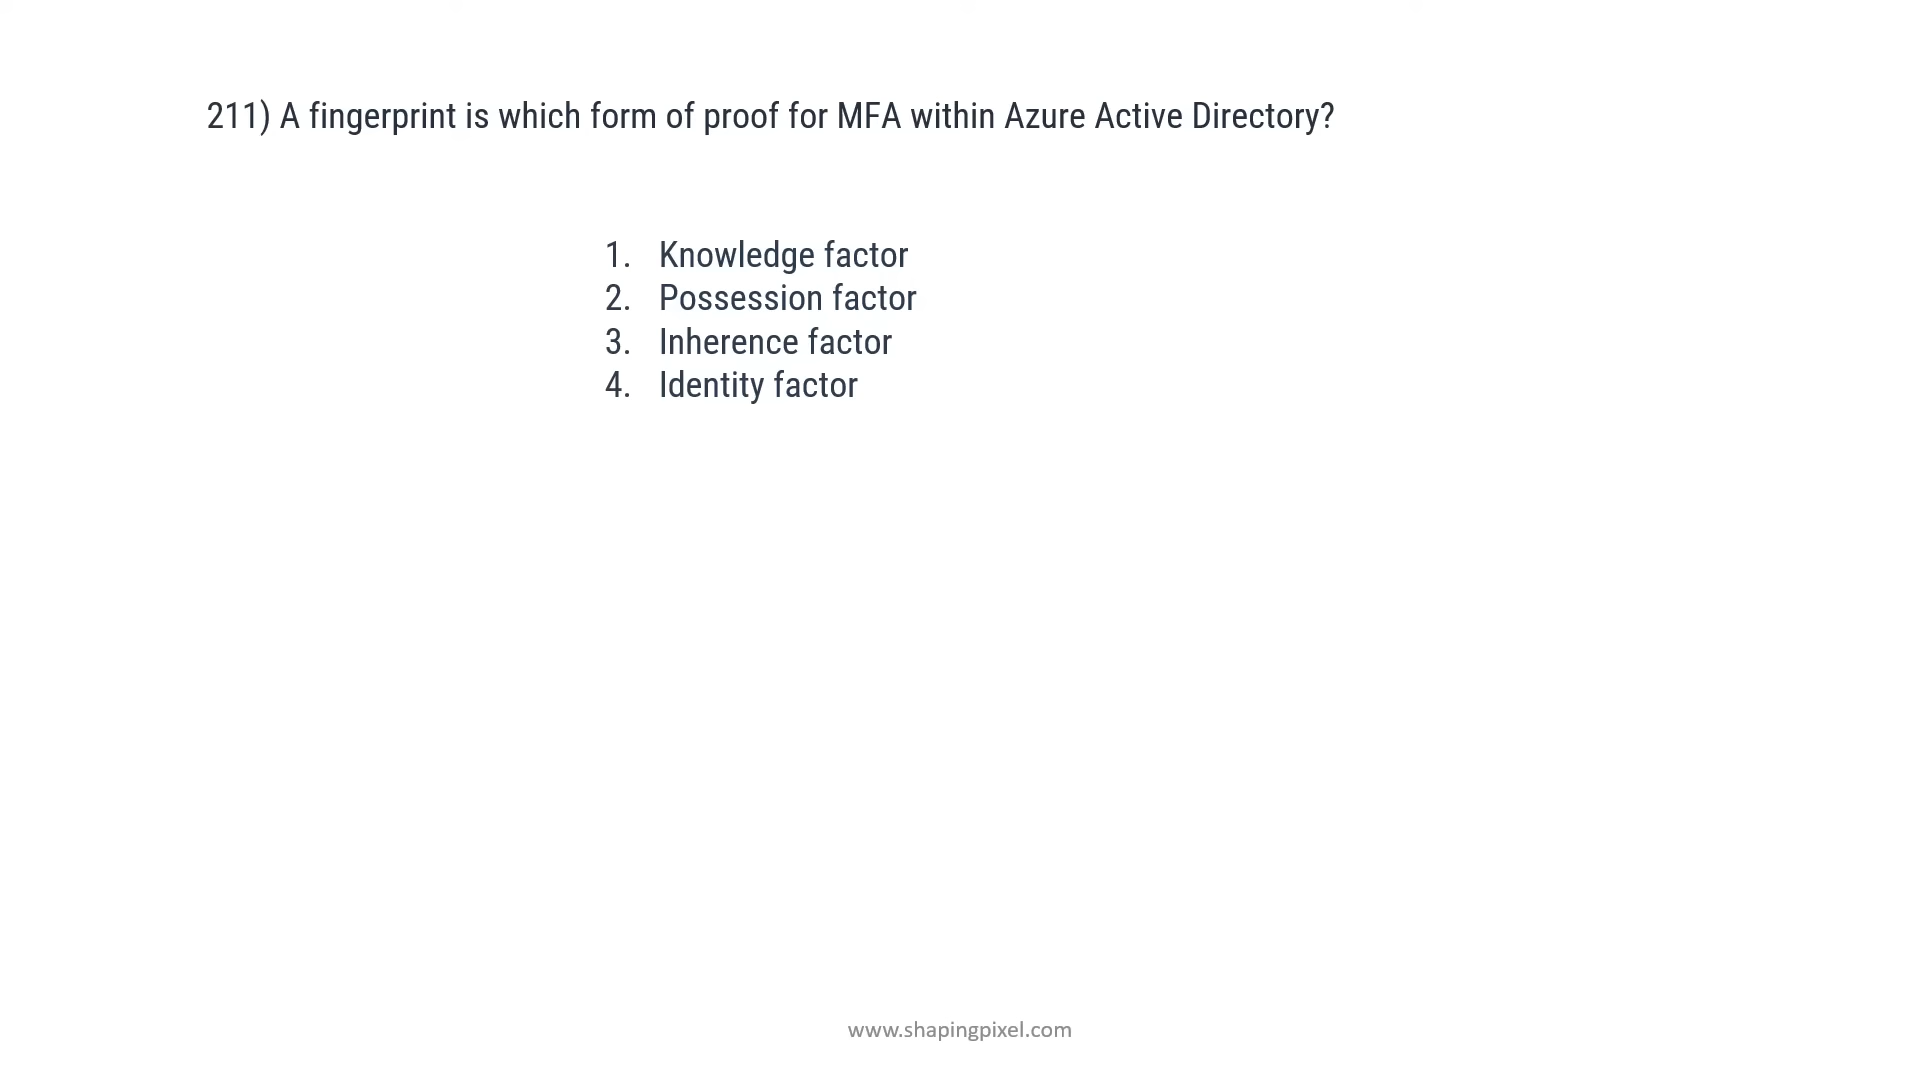 211) A fingerprint is which form of proof for MFA within Azure Active Directory?
1. Knowledge factor
2. Possession factor
3. Inherence factor
4. Identity factor
www.shapingpixel.com